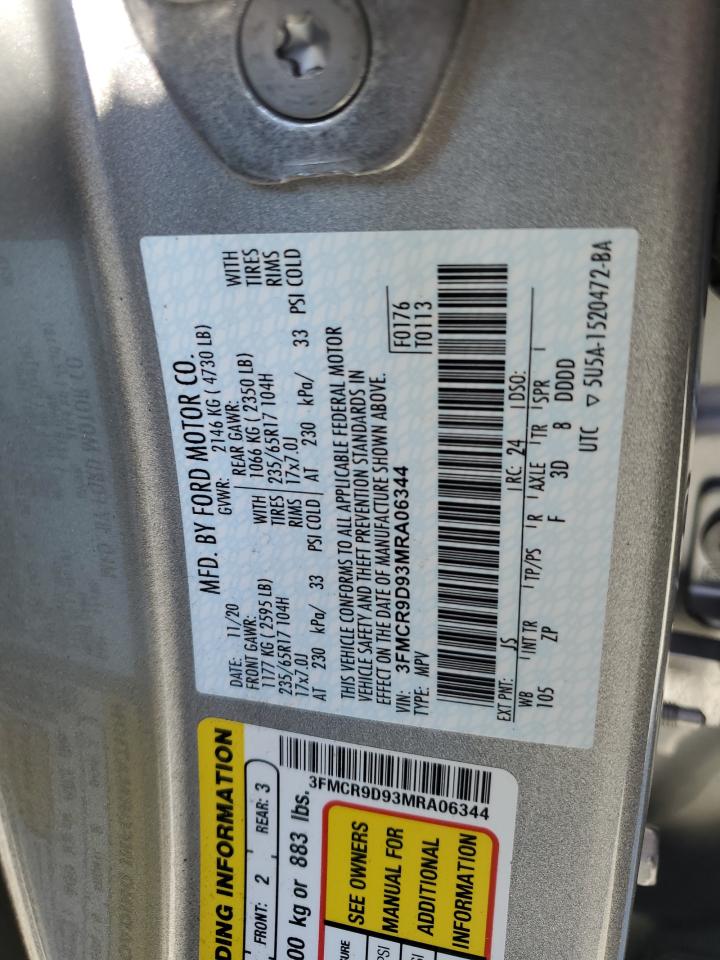 MFD. BY FORD MOTOR CO.
DATE: 11/20 GVWR: 2146 KG ( 4730 LB)
FRONT GAWR: REAR GAWR:
1177 KG ( 2595 LB) WITH 1066 KG ( 2350 LB) WITH
235/65R17 104H TIRES 235/65R17 104H TIRES
17x7.0J RIMS 17x7.0J RIMS
AT 230 kPa/ 33 PSI COLD AT 230 kPa/ 33 PSI COLD
THIS VEHICLE CONFORMS TO ALL APPLICABLE FEDERAL MOTOR
VEHICLE SAFETY AND THEFT PREVENTION STANDARDS IN
EFFECT ON THE DATE OF MANUFACTURE SHOWN ABOVE.
VIN: 3FMCR9D93MRA06344 F0176
TYPE: MPV T0113
EXT PNT: JS RC: 24 DSO:
WB INT TR TP/PS R AXLE TR SPR
105 ZP F 3D 8 DDDD
UTC ▽ 5U5A-1520472-BA
DING INFORMATION
FRONT: 2 REAR: 3
00 kg or 883 lbs.
3FMCR9D93MRA06344
SEE OWNERS
MANUAL FOR
ADDITIONAL
INFORMATION